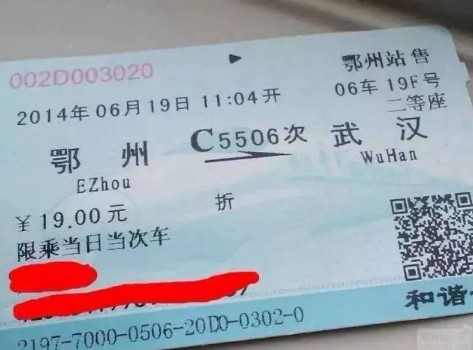 002D003020
鄂州站售
2014年06月19日11:04开
06车 19F号
二等座
鄂州
C5506次
武汉
EZhou
WuHan
￥19.00元
折
限乘当日当次车
和谐
2197-7000-0506-20D0-0302-0